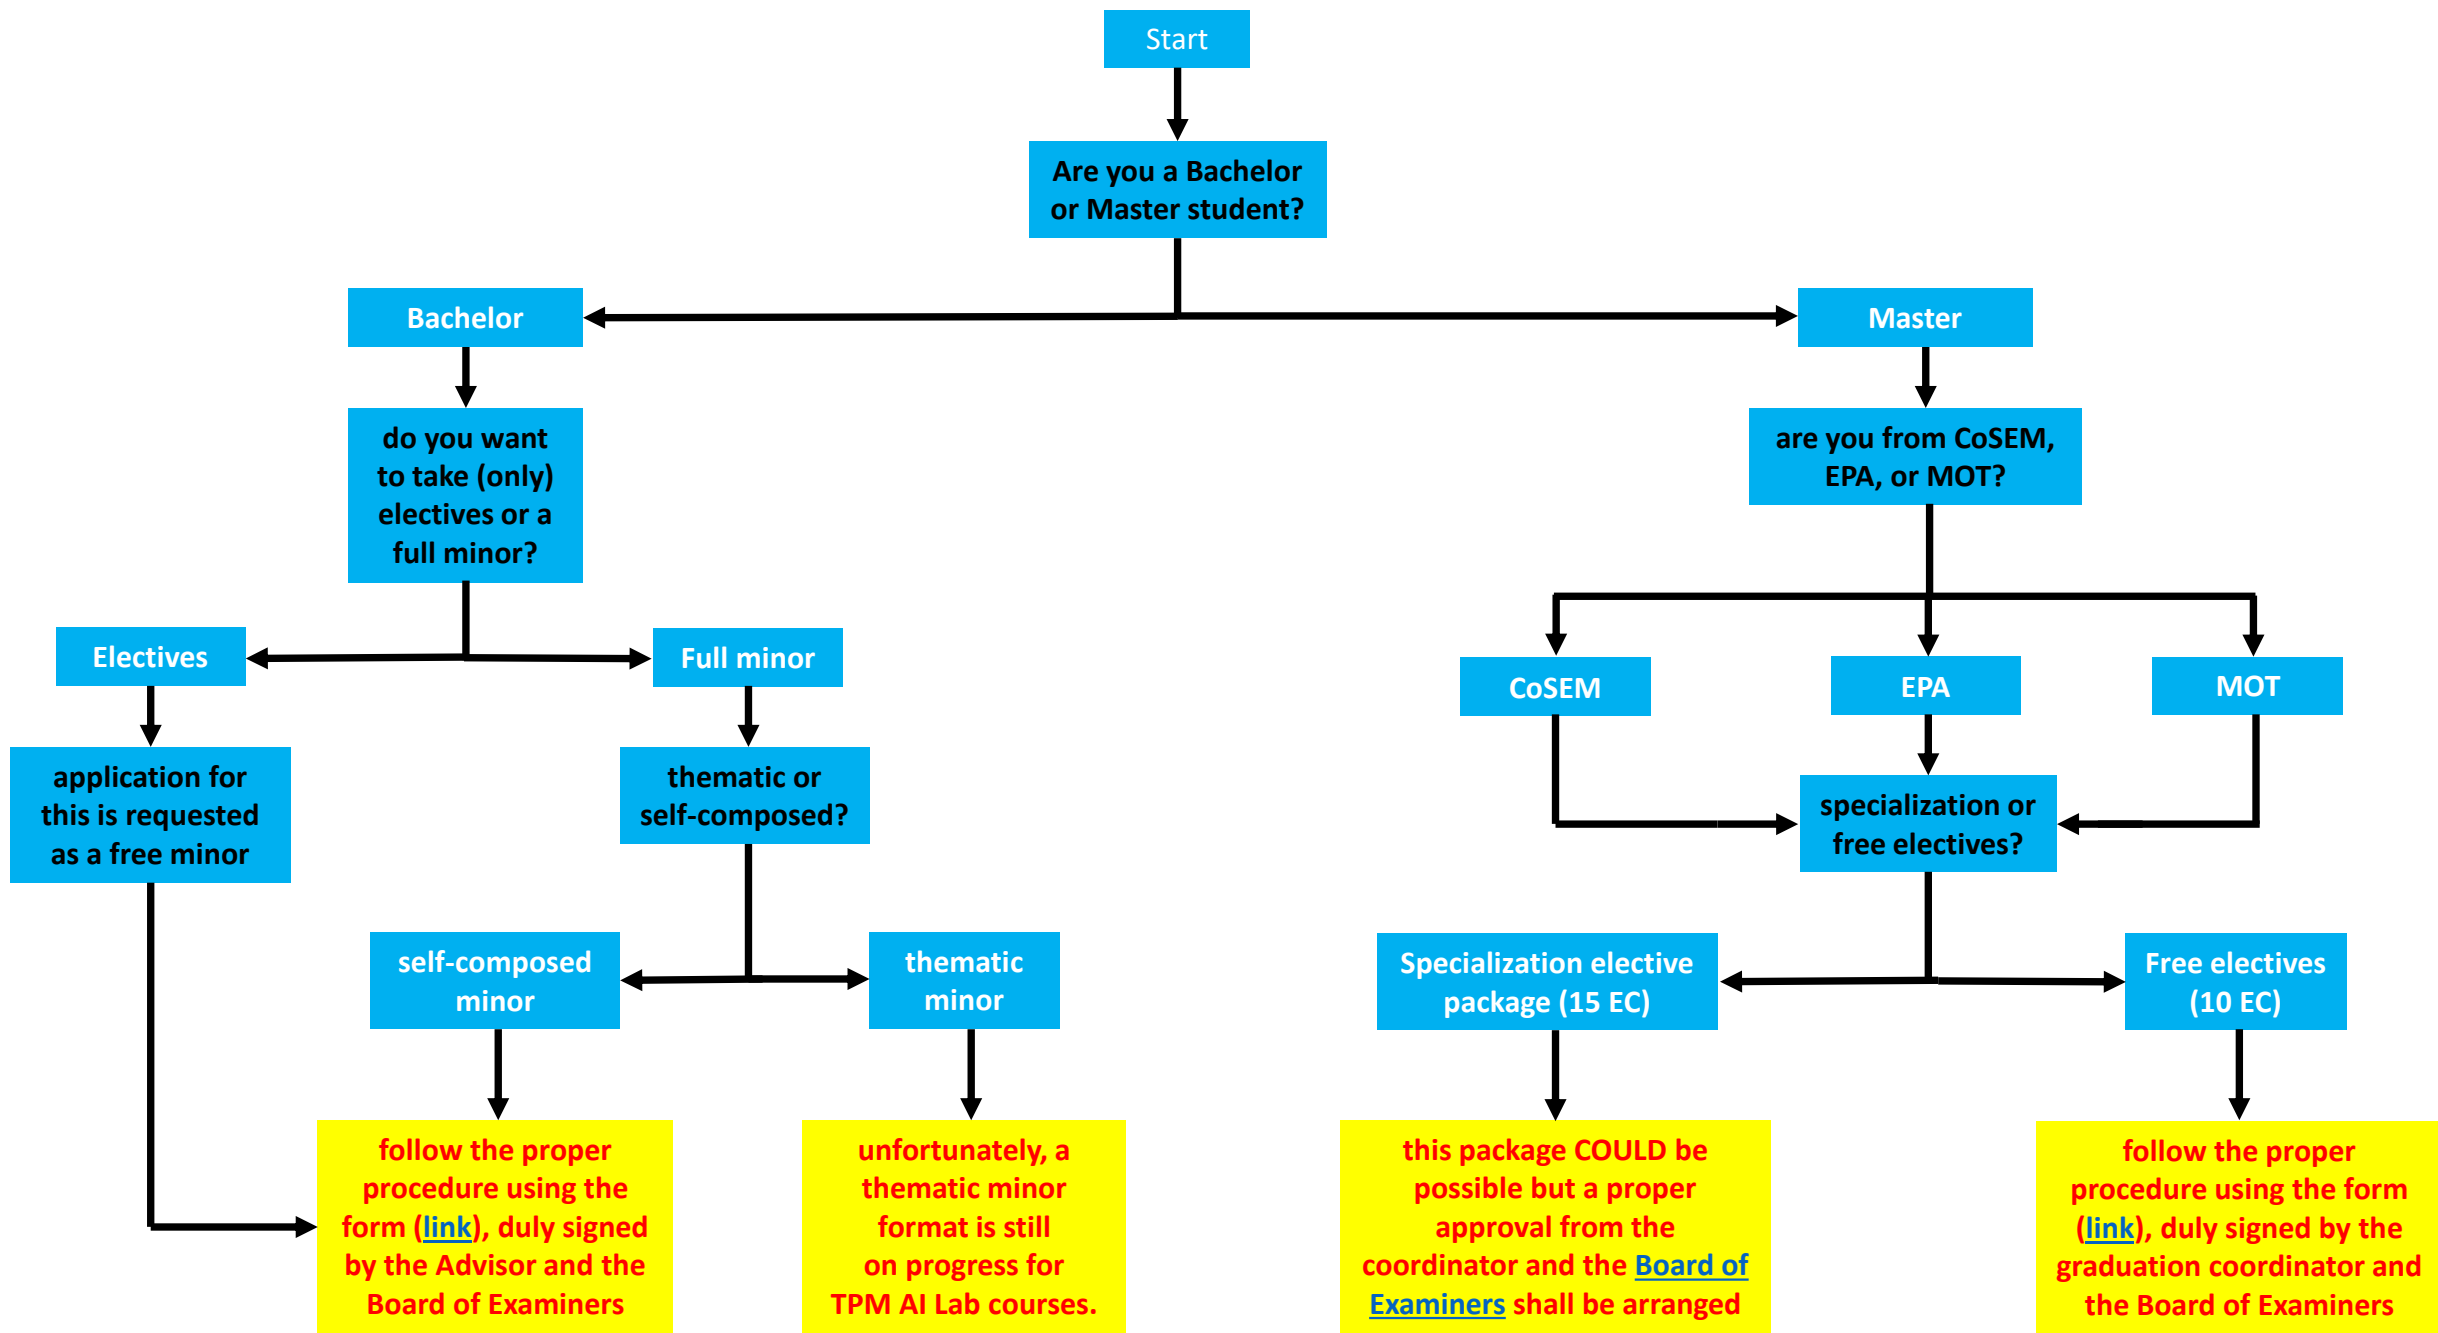 Start
Are you a Bachelor
or Master student?
Bachelor
Master
do you want
to take (only)
electives or a
full minor?
are you from CoSEM,
EPA, or MOT?
Electives
Full minor
CoSEM
EPA
MOT
application for
this is requested
as a free minor
thematic or
self-composed?
specialization or
free electives?
self-composed
minor
thematic
minor
Specialization elective
package (15 EC)
Free electives
(10 EC)
follow the proper
procedure using the
form (link), duly signed
by the Advisor and the
Board of Examiners
unfortunately, a
thematic minor
format is still
on progress for
TPM AI Lab courses.
this package COULD be
possible but a proper
approval from the
coordinator and the Board of
Examiners shall be arranged
follow the proper
procedure using the form
(link), duly signed by the
graduation coordinator and
the Board of Examiners